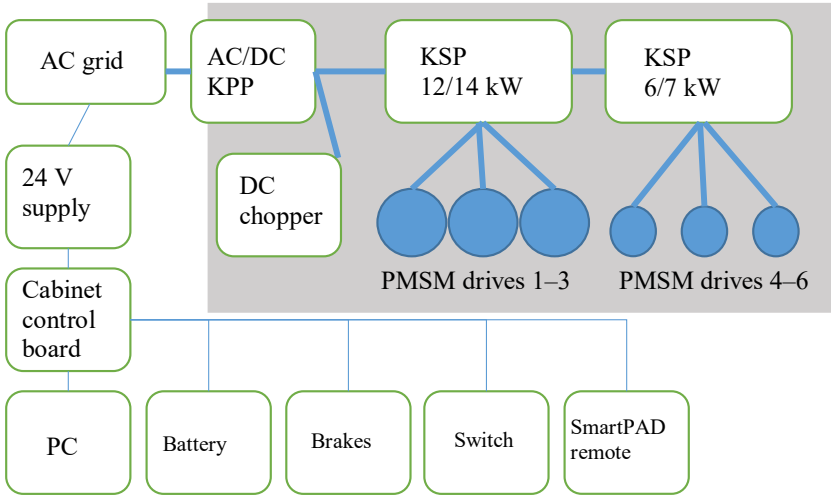 AC grid
AC/DC
KPP
KSP
12/14 kW
KSP
6/7 kW
24 V
supply
DC
chopper
PMSM drives 1–3
PMSM drives 4–6
Cabinet
control
board
PC
Battery
Brakes
Switch
SmartPAD
remote